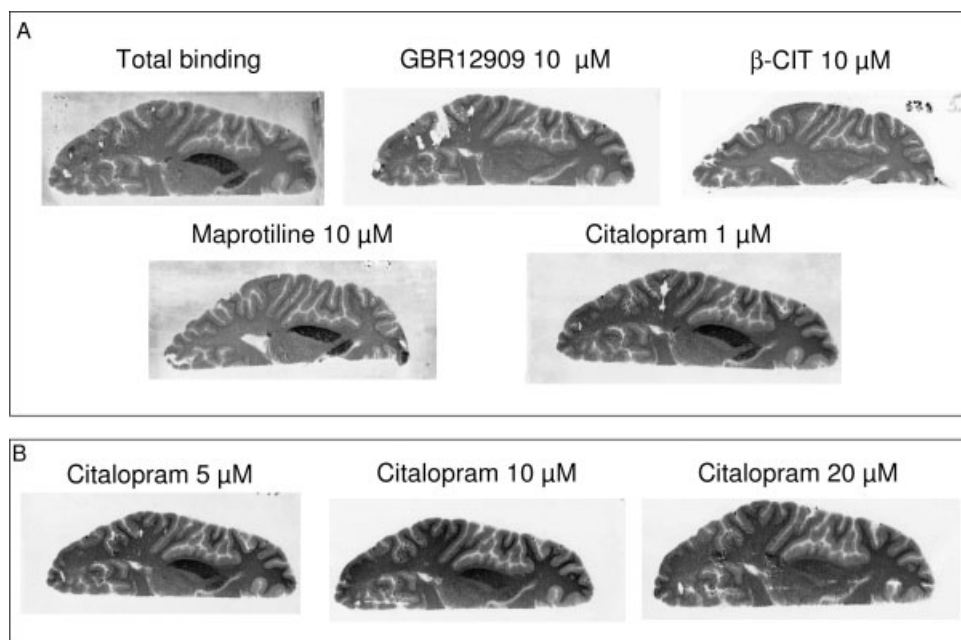 A
Total binding
GBR12909 10 μM
β-CIT 10 μM
Maprotiline 10 μM
Citalopram 1 μM
B
Citalopram 5 μM
Citalopram 10 μM
Citalopram 20 μM